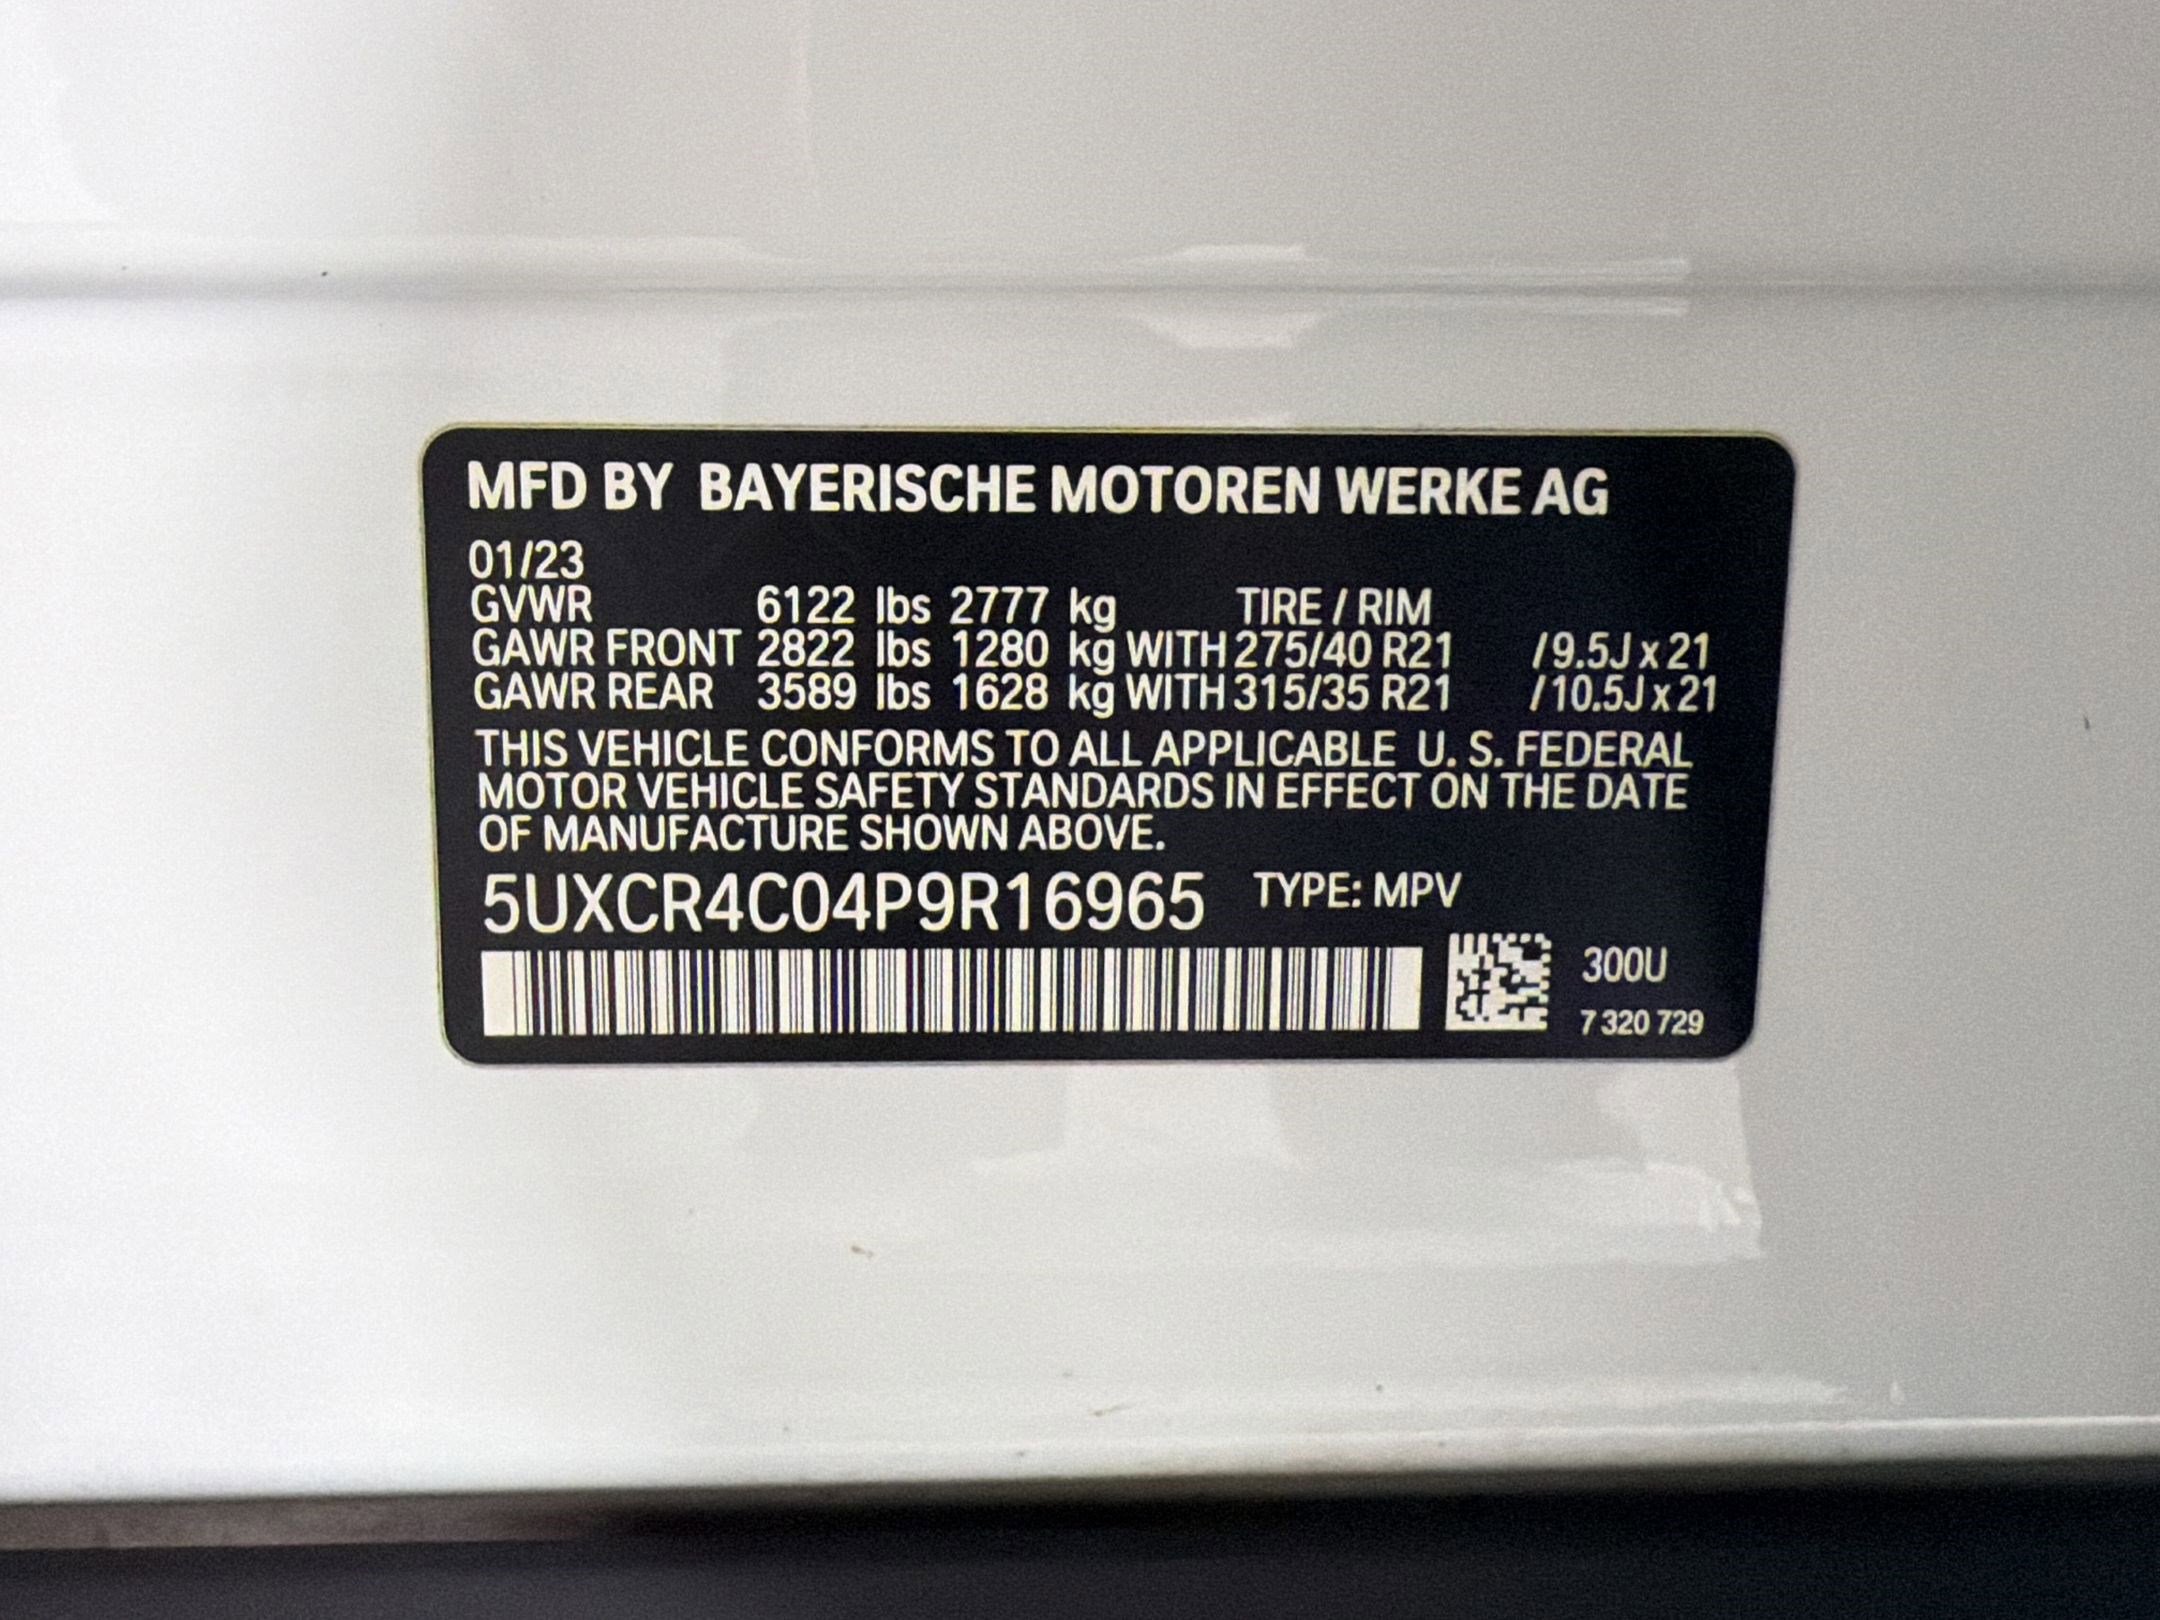 MFD BY BAYERISCHE MOTOREN WERKE AG
01/23
GVWR 6122 lbs 2777 kg TIRE / RIM
GAWR FRONT 2822 lbs 1280 kg WITH 275/40 R21 /9.5J x 21
GAWR REAR 3589 lbs 1628 kg WITH 315/35 R21 /10.5J x 21
THIS VEHICLE CONFORMS TO ALL APPLICABLE U. S. FEDERAL
MOTOR VEHICLE SAFETY STANDARDS IN EFFECT ON THE DATE
OF MANUFACTURE SHOWN ABOVE.
5UXCR4C04P9R16965 TYPE: MPV
300U
7 320 729